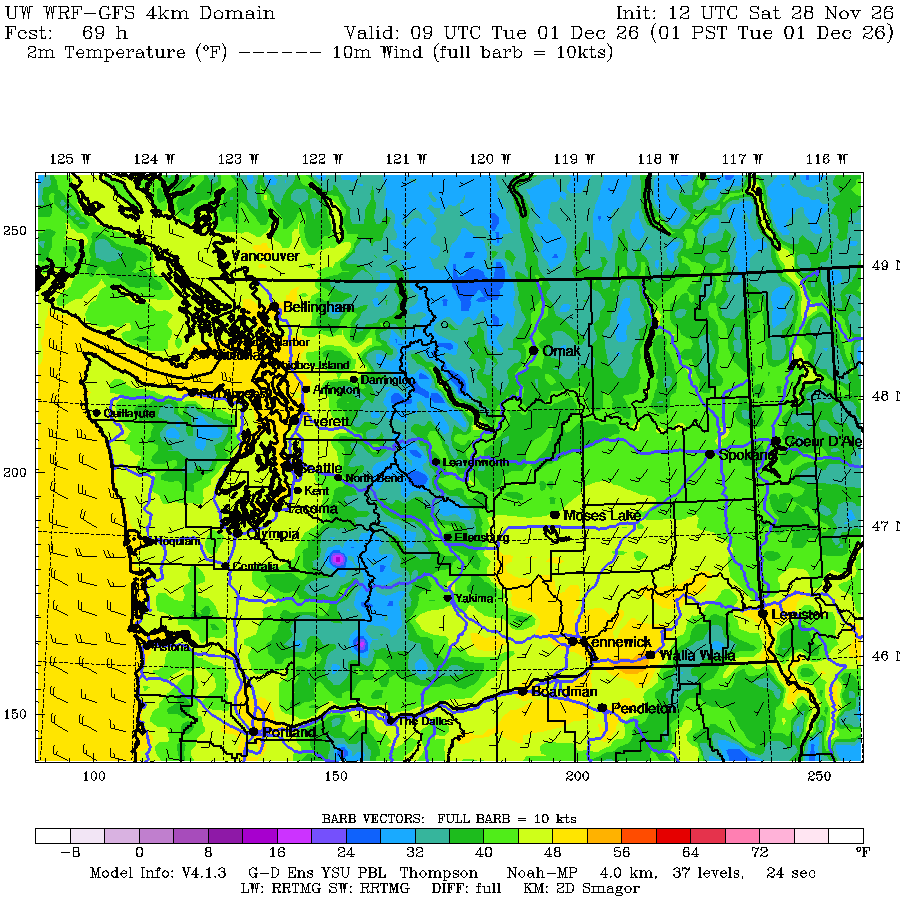 UW WRF-GFS 4km Domain Init: 12 UTC Sat 28 Nov 26
Fcst: 69 h Valid: 09 UTC Tue 01 Dec 26 (01 PST Tue 01 Dec 26)
2m Temperature (°F) ------ 10m Wind (full barb = 10kts)
125 W 124 W 123 W 122 W 121 W 120 W 119 W 118 W 117 W 116 W
250
Vancouver
49 N
Bellingham
Harbor
Omak
Whidbey Island
Darrington
Arlington
48 N
Quillayute
Everett
Coeur D'Ale
Spokane
Leavenworth
200
Seattle
North Bend
Kent
Tacoma
Moses Lake
47 N
Olympia
Ellensburg
Hoquiam
Centralia
Yakima
Lewiston
Kennewick
Astoria
Walla Walla
46 N
Boardman
Pendleton
150
The Dalles
Portland
100 150 200 250
BARB VECTORS: FULL BARB = 10 kts
-8 0 8 16 24 32 40 48 56 64 72 °F
Model Info: V4.1.3 G-D Ens YSU PBL Thompson Noah-MP 4.0 km, 37 levels, 24 sec
LW: RRTMG SW: RRTMG DIFF: full KM: 2D Smagor